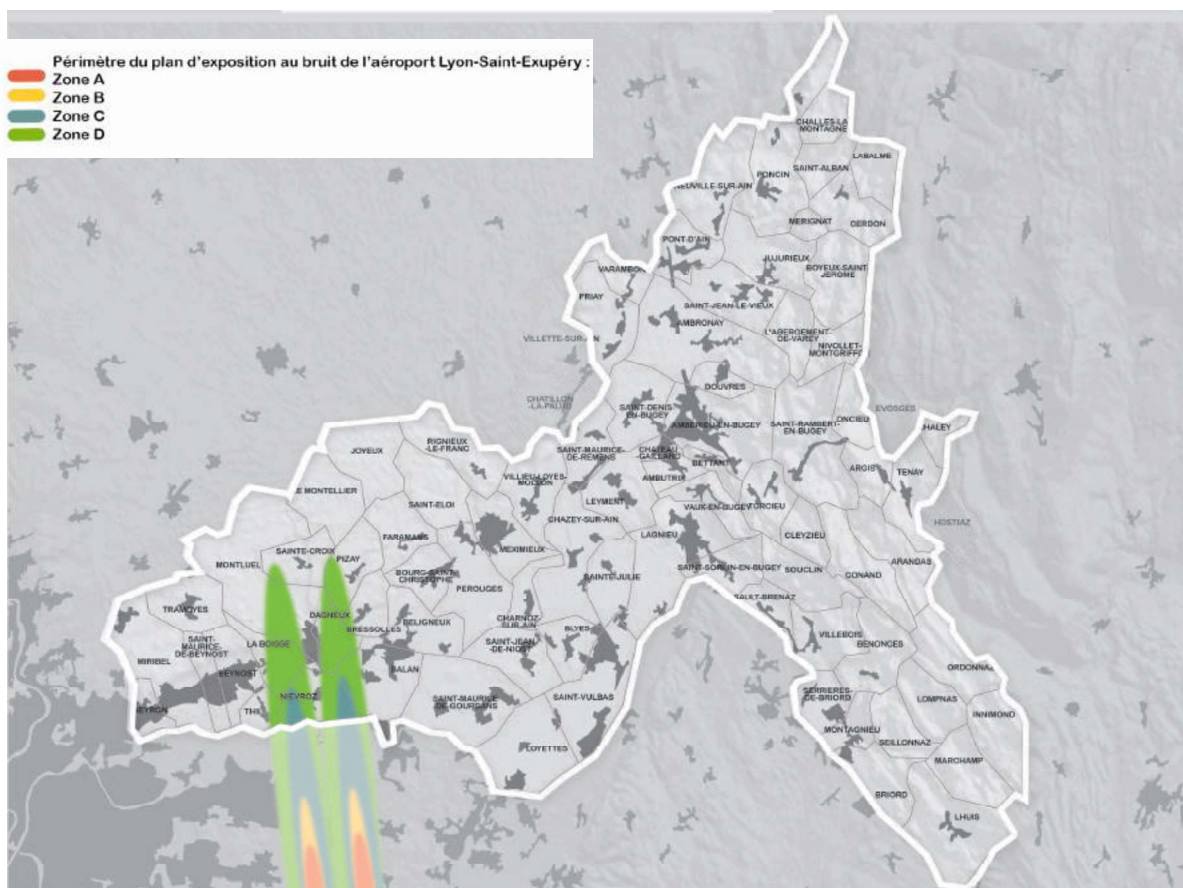 Périmètre du plan d'exposition au bruit de l'aéroport Lyon-Saint-Exupéry :
Zone A
Zone B
Zone C
Zone D
CHALLES-LA
MONTAGNE
LABALME
SAINT-ALBAN
PONCIN
NEUVILLE-SUR-AIN
MERIGNAT
CERDON
PONT-D'AIN
JUJURIEUX
VARAMBON
BOYEUX-SAINT-
JEROME
PRIAY
SAINT-JEAN-LE-VIEUX
AMBRONAY
L'ABERGEMENT-
DE-VAREY
VILLETTE-SUR-AIN
NIVOLLET-
MONTGRIFFON
DOUVRES
CHATILLON
-LA-PALUD
SAINT-DENIS
EN-BUGEY
EVOSGES
ONCIEU
AMBERIEU-EN-BUGEY
SAINT-RAMBERT-
EN-BUGEY
CHALEY
RIGNIEUX
-LE-FRANC
JOYEUX
SAINT-MAURICE-
DE-REMENS
CHATEAU
-GAILLARD
BETTANT
ARGIS
TENAY
VILLIEU-LOYES-
MOLLON
AMBUTRIX
LE MONTELLIER
SAINT-ELOI
LEYMENT
VAUX-EN-BUGEY
TORCIEU
CHAZEY-SUR-AIN
HOSTIAZ
FARAMANS
LAGNIEU
CLEYZIEU
SAINTE-CROIX
PIZAY
MEXIMIEUX
MONTLUEL
BOURG-SAINT-
CHRISTOPHE
SAINTE-JULIE
SAINT-SORLIN-EN-BUGEY
SOUCLIN
CONAND
ARANDAS
PEROUGES
SAULT-BRENAZ
TRAMOYES
DAGNEUX
BRESSOLLES
BELIGNEUX
CHARNOZ-
SUR-AIN
BLYES
VILLEBOIS
BÉNONCES
SAINT-
MAURICE-
DE-BEYNOST
LA BOISSE
SAINT-JEAN
-DE-NIOST
MIRIBEL
BEYNOST
BALAN
ORDONNAZ
NIEVROZ
SAINT-MAURICE
-DE-GOURDANS
SAINT-VULBAS
SERRIERES-
DE-BRIORD
LOMPNAS
INNIMOND
NEYRON
THIL
MONTAGNIEU
SEILLONNAZ
LOYETTES
MARCHAMP
BRIORD
LHUIS